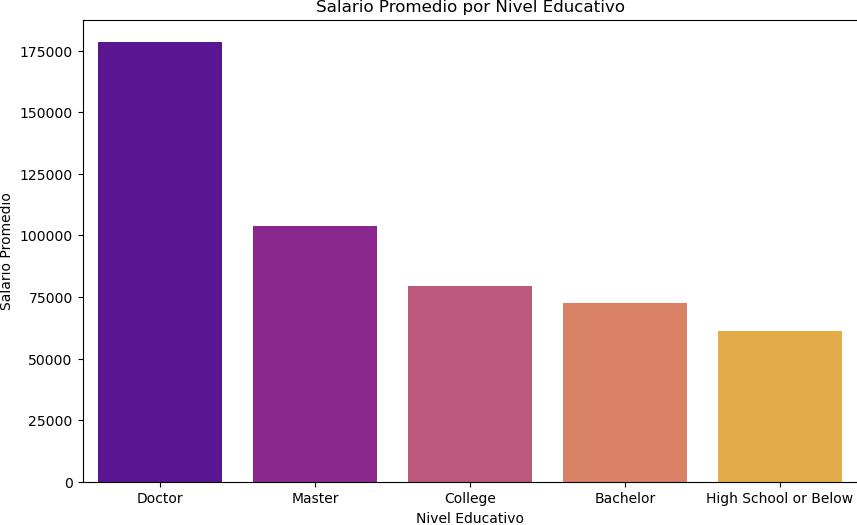 Salario Promedio por Nivel Educativo
Salario Promedio
175000
150000
125000
100000
75000
50000
25000
0
Doctor
Master
College
Bachelor
High School or Below
Nivel Educativo